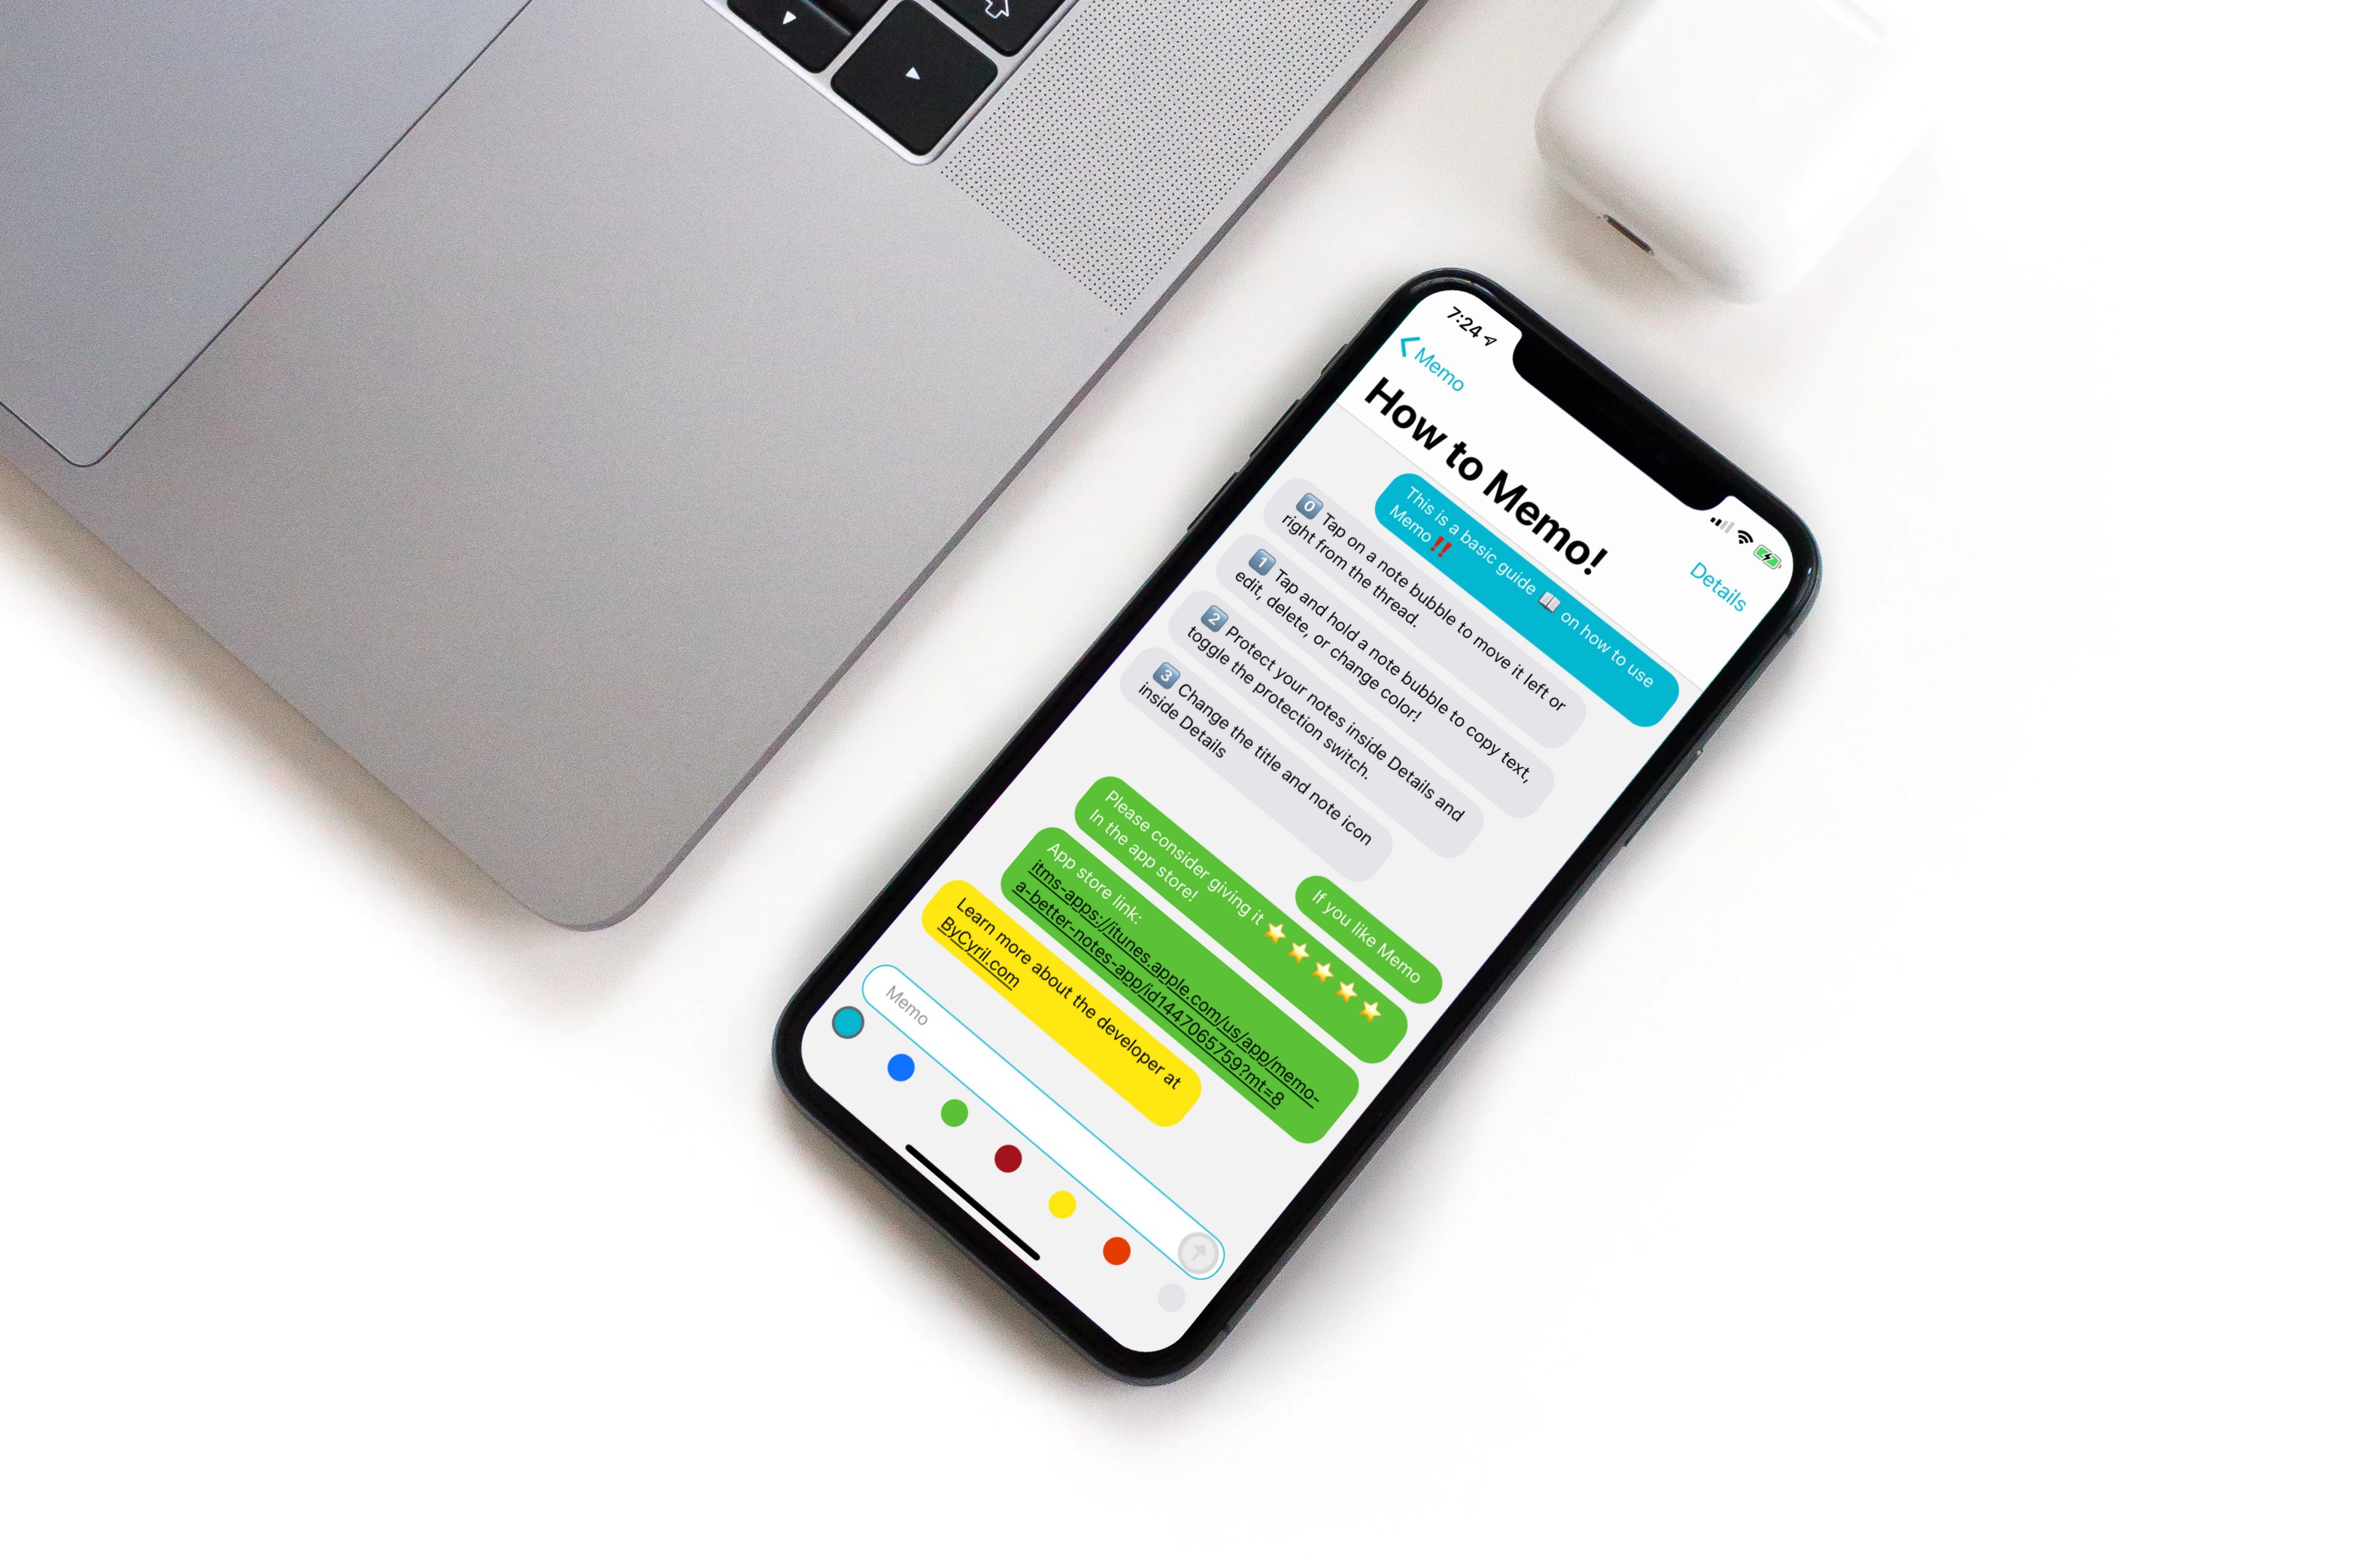 7:24
Memo
Details
How to Memo!
This is a basic guide 📖 on how to use
Memo ‼️
0️⃣ Tap on a note bubble to move it left or
right from the thread.
1️⃣ Tap and hold a note bubble to copy text,
edit, delete, or change color!
2️⃣ Protect your notes inside Details and
toggle the protection switch.
3️⃣ Change the title and note icon
inside Details
If you like Memo
Please consider giving it ⭐⭐⭐⭐⭐
In the app store!
App store link:
itms-apps://itunes.apple.com/us/app/memo-
a-better-notes-app/id1447065759?mt=8
Learn more about the developer at
ByCyril.com
Memo